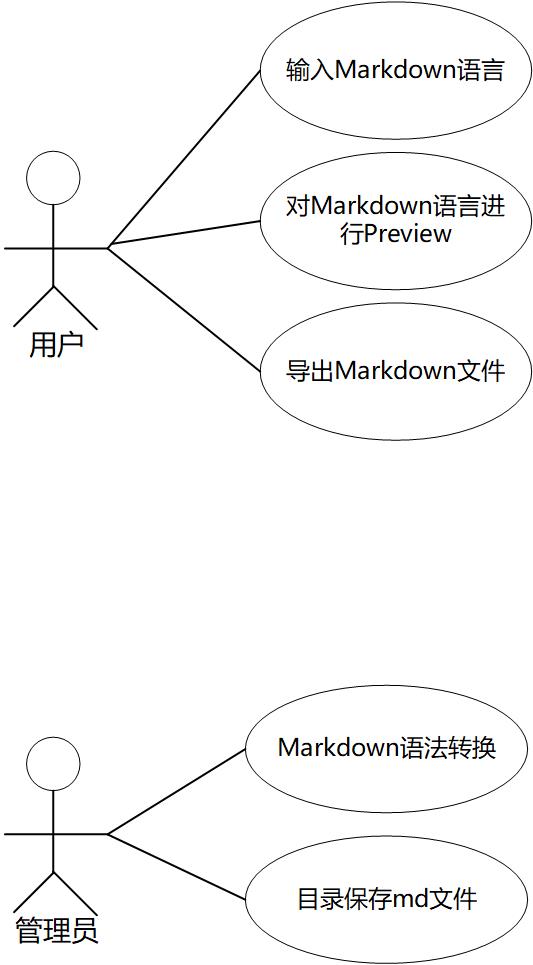 输入Markdown语言
对Markdown语言进
行Preview
用户
导出Markdown文件
Markdown语法转换
目录保存md文件
管理员